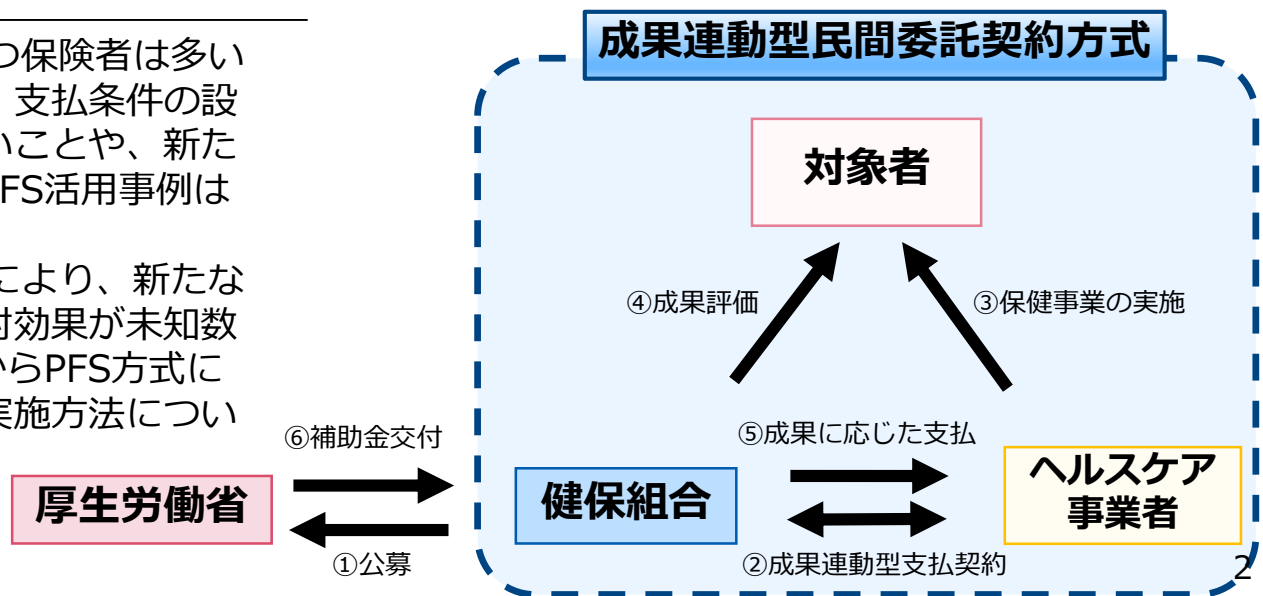 つ保険者は多い
支払条件の設
いことや、新た
FS活用事例は
により、新たな
対効果が未知数
からPFS方式に
実施方法につい
成果連動型民間委託契約方式
対象者
④成果評価
③保健事業の実施
⑥補助金交付
⑤成果に応じた支払
厚生労働省
健保組合
ヘルスケア
事業者
①公募
②成果連動型支払契約
2